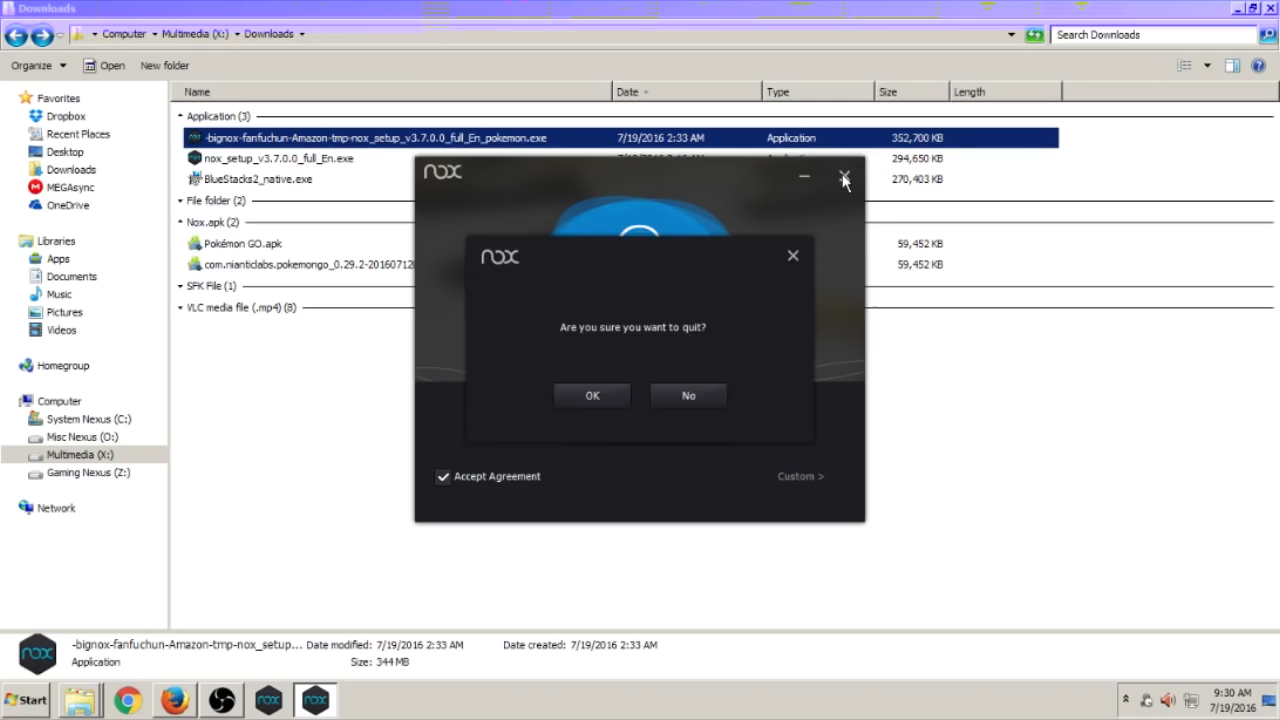 Downloads
Computer Multimedia (X:) Downloads
Search Downloads
Organize Open New folder
Name Date Type Size Length
Favorites
Dropbox
Recent Places
Desktop
Downloads
MEGAsync
OneDrive
Libraries
Apps
Documents
Music
Pictures
Videos
Homegroup
Computer
System Nexus (C:)
Misc Nexus (O:)
Multimedia (X:)
Gaming Nexus (Z:)
Network
Application (3)
-bignox-fanfuchun-Amazon-tmp-nox_setup_v3.7.0.0_full_En_pokemon.exe 7/19/2016 2:33 AM Application 352,700 KB
nox_setup_v3.7.0.0_full_En.exe 294,650 KB
BlueStacks2_native.exe 270,403 KB
File folder (2)
Nox.apk (2)
Pokémon GO.apk 59,452 KB
com.nianticlabs.pokemongo_0.29.2-20160712 59,452 KB
SFK File (1)
VLC media file (.mp4) (8)
nox
nox
Are you sure you want to quit?
OK No
Accept Agreement Custom >
nox
-bignox-fanfuchun-Amazon-tmp-nox_setup... Date modified: 7/19/2016 2:33 AM Date created: 7/19/2016 2:33 AM
Application Size: 344 MB
Start
nox
nox
9:30 AM
7/19/2016